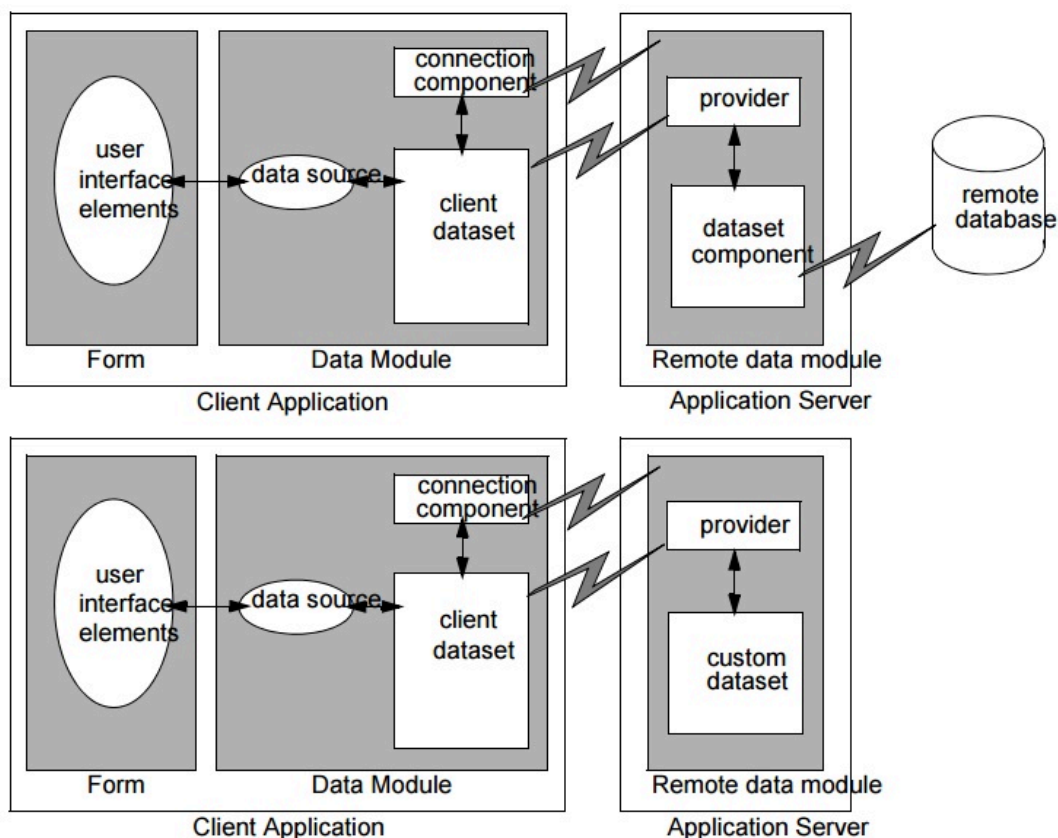 connection
component
provider
user
interface
elements
data source
client
dataset
dataset
component
remote
database
Form
Data Module
Remote data module
Client Application
Application Server
connection
component
provider
user
interface
elements
data source
client
dataset
custom
dataset
Form
Data Module
Remote data module
Client Application
Application Server